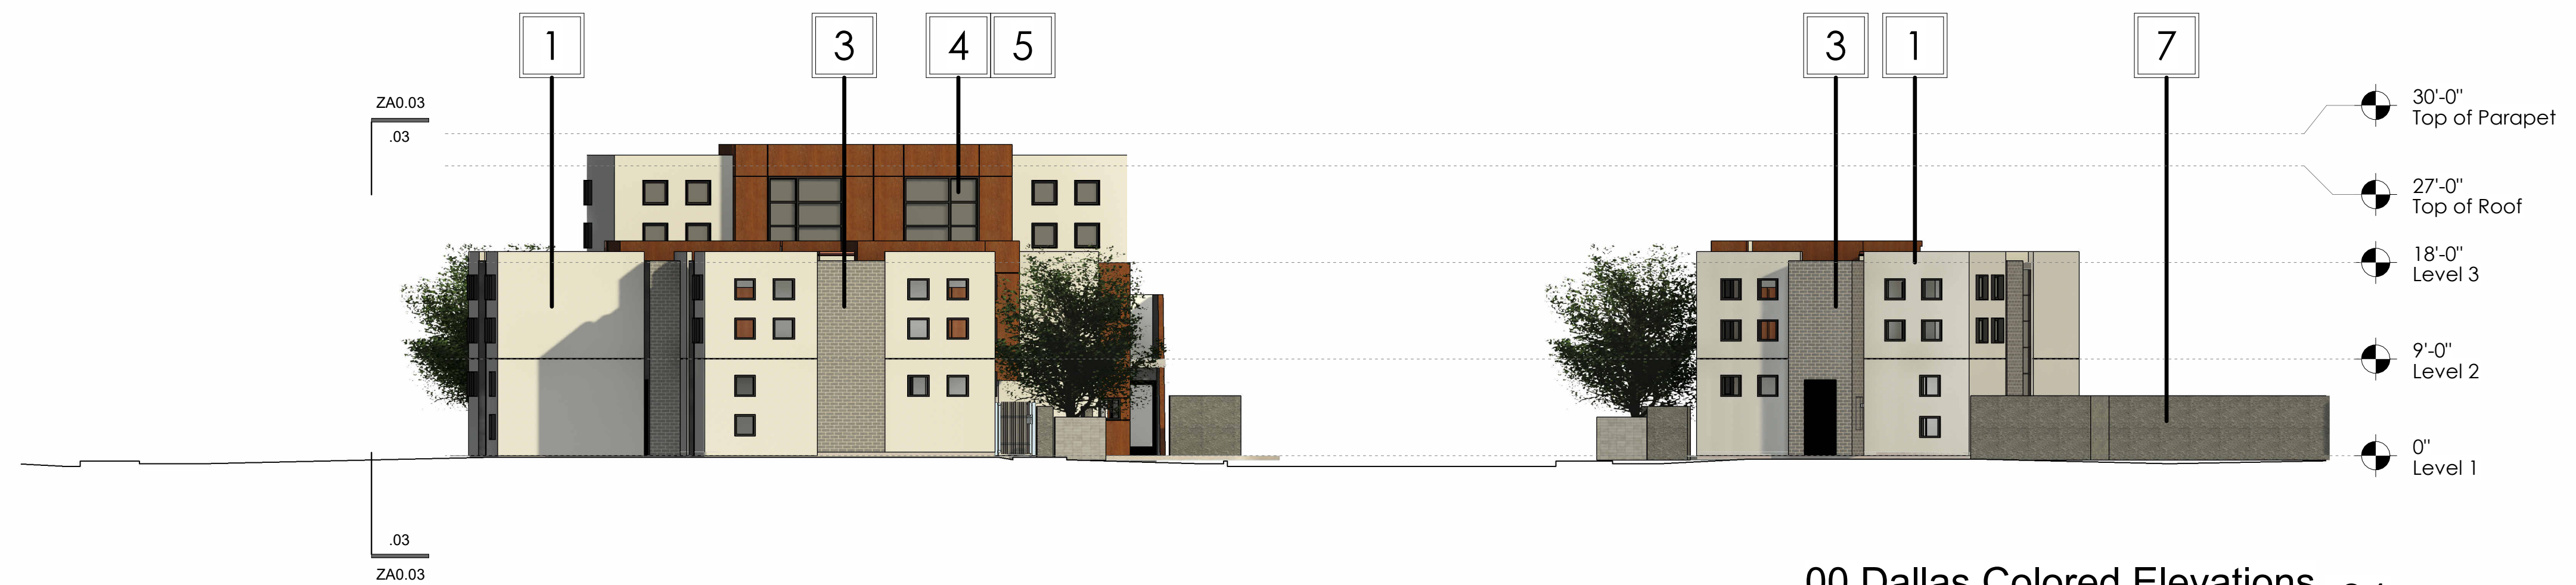 1
3
4
5
3
1
7
ZA0.03
.03
30'-0"
Top of Parapet
27'-0"
Top of Roof
18'-0"
Level 3
9'-0"
Level 2
0"
Level 1
.03
ZA0.03
00 Dallas Colored Elevations